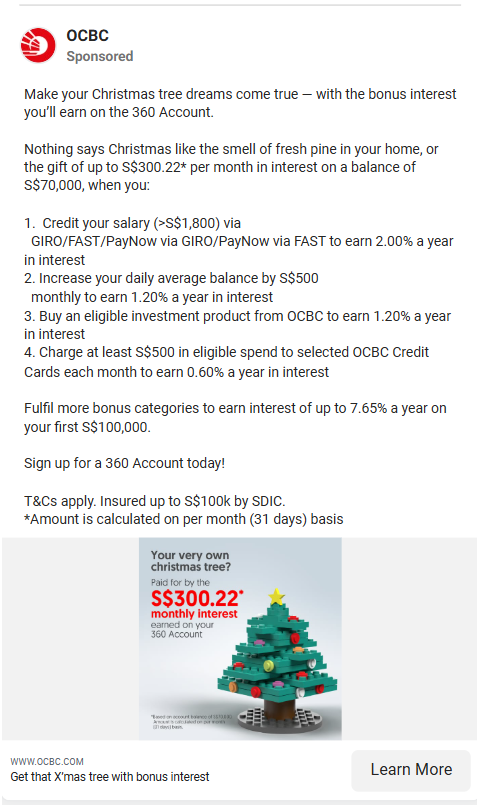 OCBC
Sponsored
Make your Christmas tree dreams come true — with the bonus interest
you'll earn on the 360 Account.
Nothing says Christmas like the smell of fresh pine in your home, or
the gift of up to S$300.22* per month in interest on a balance of
S$70,000, when you:
1. Credit your salary (>S$1,800) via
GIRO/FAST/PayNow via GIRO/PayNow via FAST to earn 2.00% a year
in interest
2. Increase your daily average balance by S$500
monthly to earn 1.20% a year in interest
3. Buy an eligible investment product from OCBC to earn 1.20% a year
in interest
4. Charge at least S$500 in eligible spend to selected OCBC Credit
Cards each month to earn 0.60% a year in interest
Fulfil more bonus categories to earn interest of up to 7.65% a year on
your first S$100,000.
Sign up for a 360 Account today!
T&Cs apply. Insured up to S$100k by SDIC.
*Amount is calculated on per month (31 days) basis
Your very own
christmas tree?
Paid for by the
S$300.22*
monthly interest
earned on your
360 Account
*Based on account balance of
Amount is calculated on per month
(31 days) basis.
WWW.OCBC.COM
Get that X'mas tree with bonus interest
Learn More